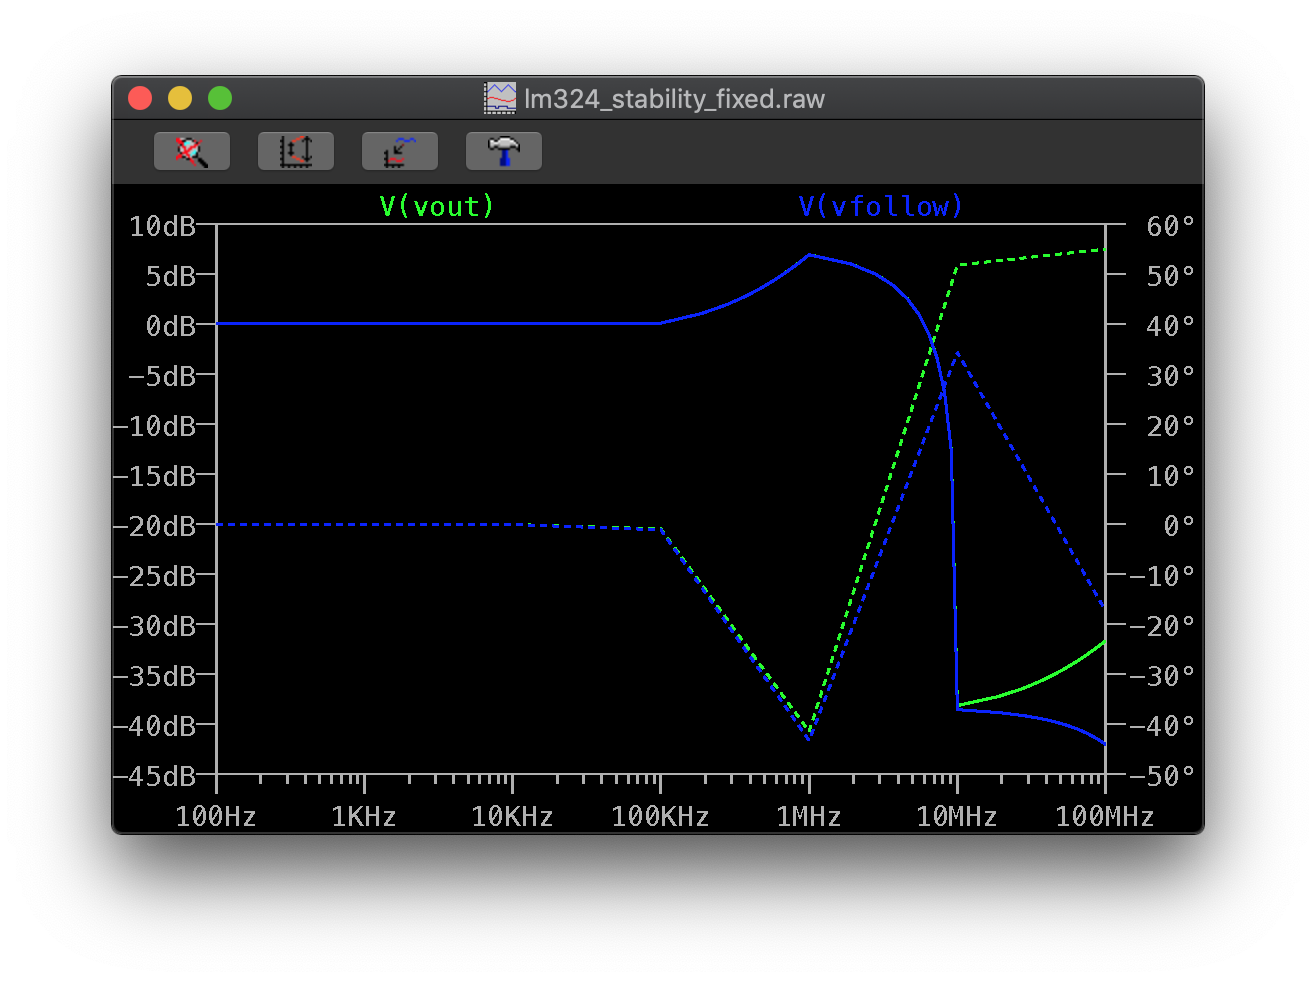 lm324_stability_fixed.raw
V(vout) V(vfollow)
10dB 60°
5dB 50°
0dB 40°
-5dB 30°
-10dB 20°
-15dB 10°
-20dB 0°
-25dB -10°
-30dB -20°
-35dB -30°
-40dB -40°
-45dB -50°
100Hz 1KHz 10KHz 100KHz 1MHz 10MHz 100MHz